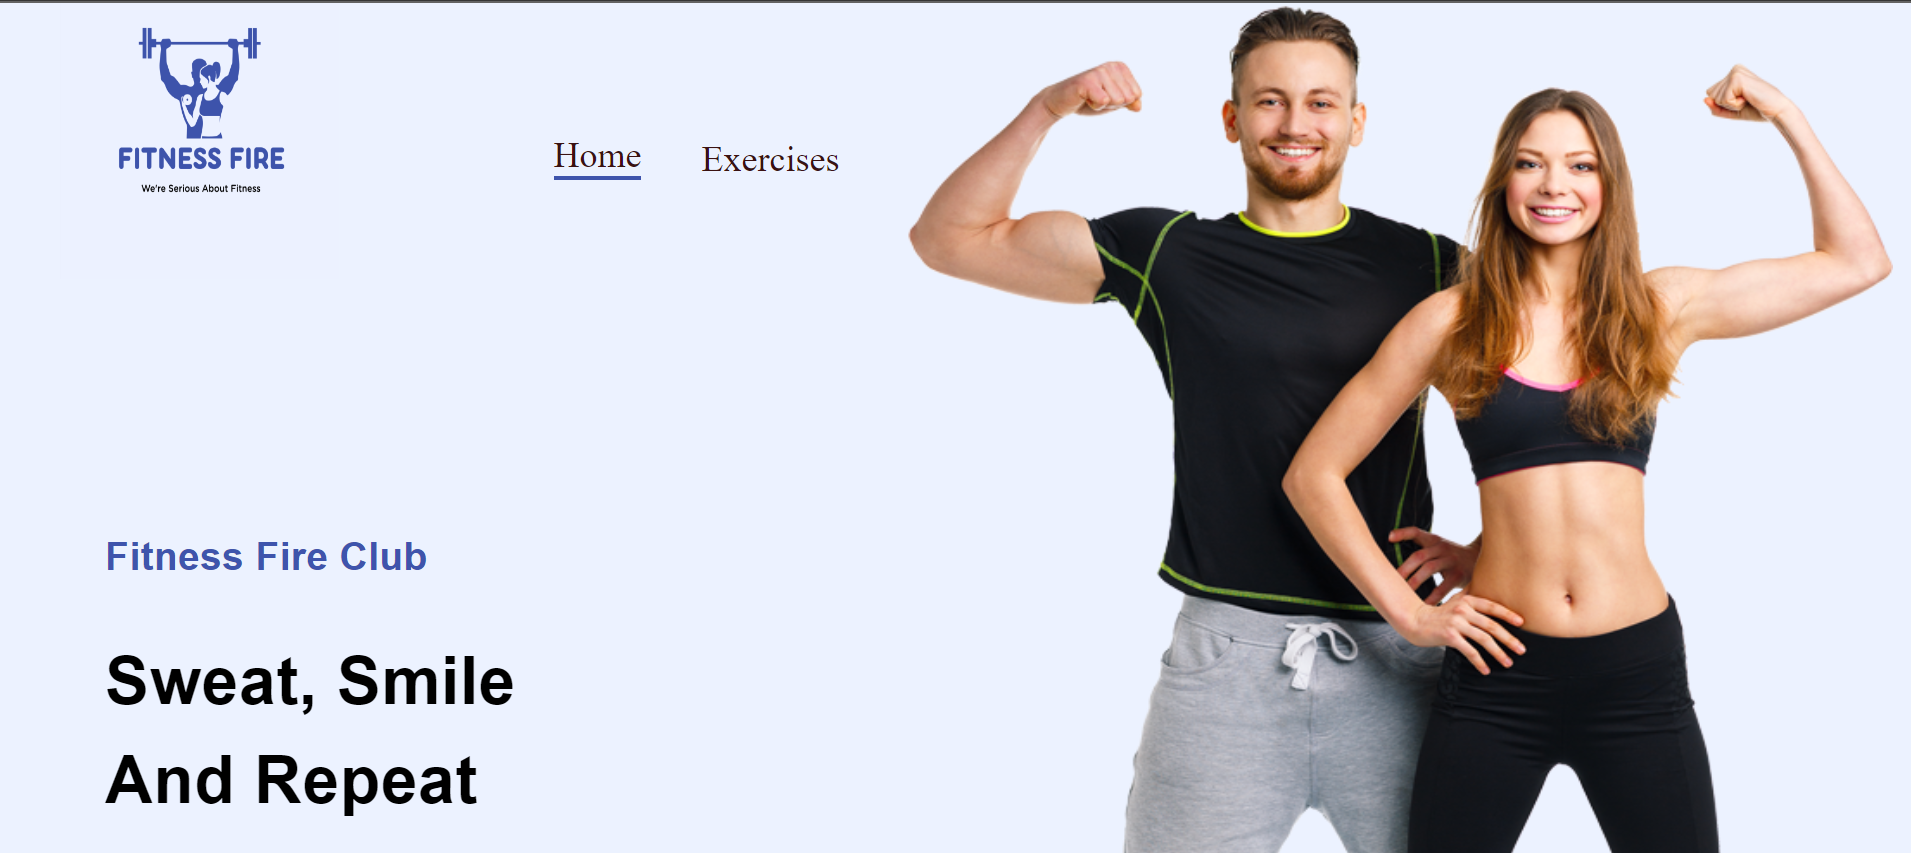 FITNESS FIRE
We're Serious About Fitness
Home
Exercises
Fitness Fire Club
Sweat, Smile
And Repeat